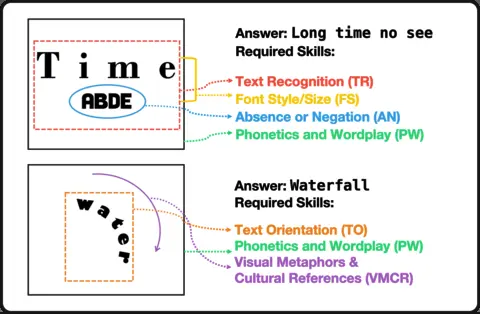 Time
ABDE
Answer: Long time no see
Required Skills:
Text Recognition (TR)
Font Style/Size (FS)
Absence or Negation (AN)
Phonetics and Wordplay (PW)
water
Answer: Waterfall
Required Skills:
Text Orientation (TO)
Phonetics and Wordplay (PW)
Visual Metaphors &
Cultural References (VMCR)